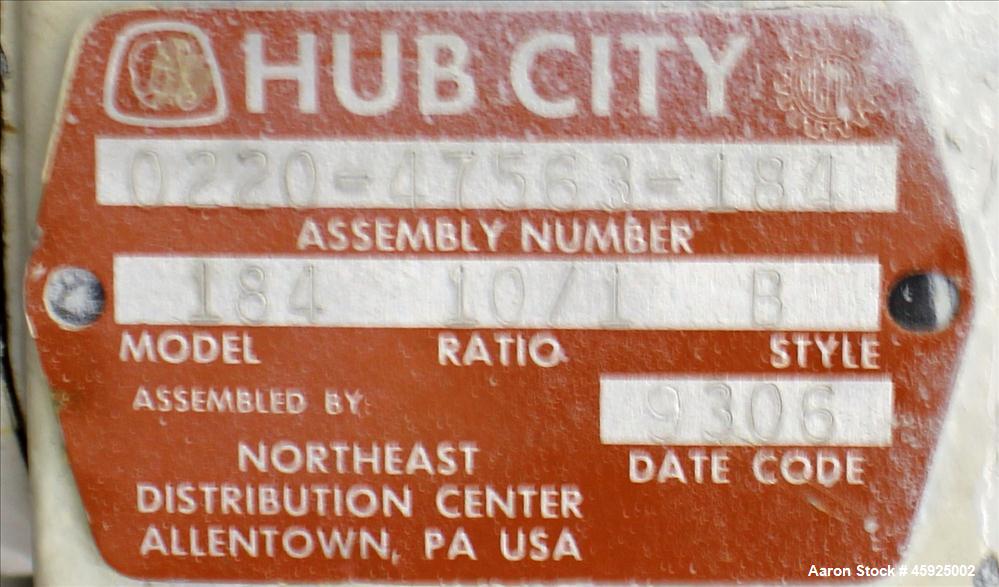 HUB CITY
0220-47563-184
ASSEMBLY NUMBER
184 10/1 B
MODEL RATIO STYLE
ASSEMBLED BY:
9306
DATE CODE
NORTHEAST
DISTRIBUTION CENTER
ALLENTOWN, PA USA
Aaron Stock # 45925002